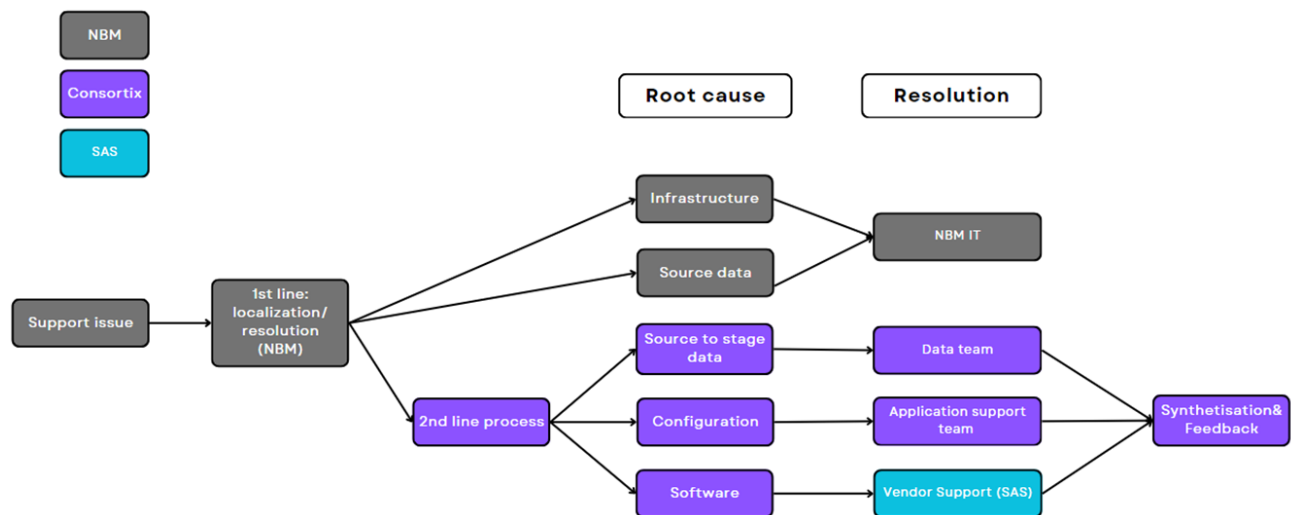 NBM
Consortix
SAS
Root cause
Resolution
Infrastructure
NBM IT
Source data
Support issue
1st line:
localization/
resolution
(NBM)
Source to stage
data
Data team
2nd line process
Configuration
Application support
team
Synthetisation&
Feedback
Software
Vendor Support (SAS)